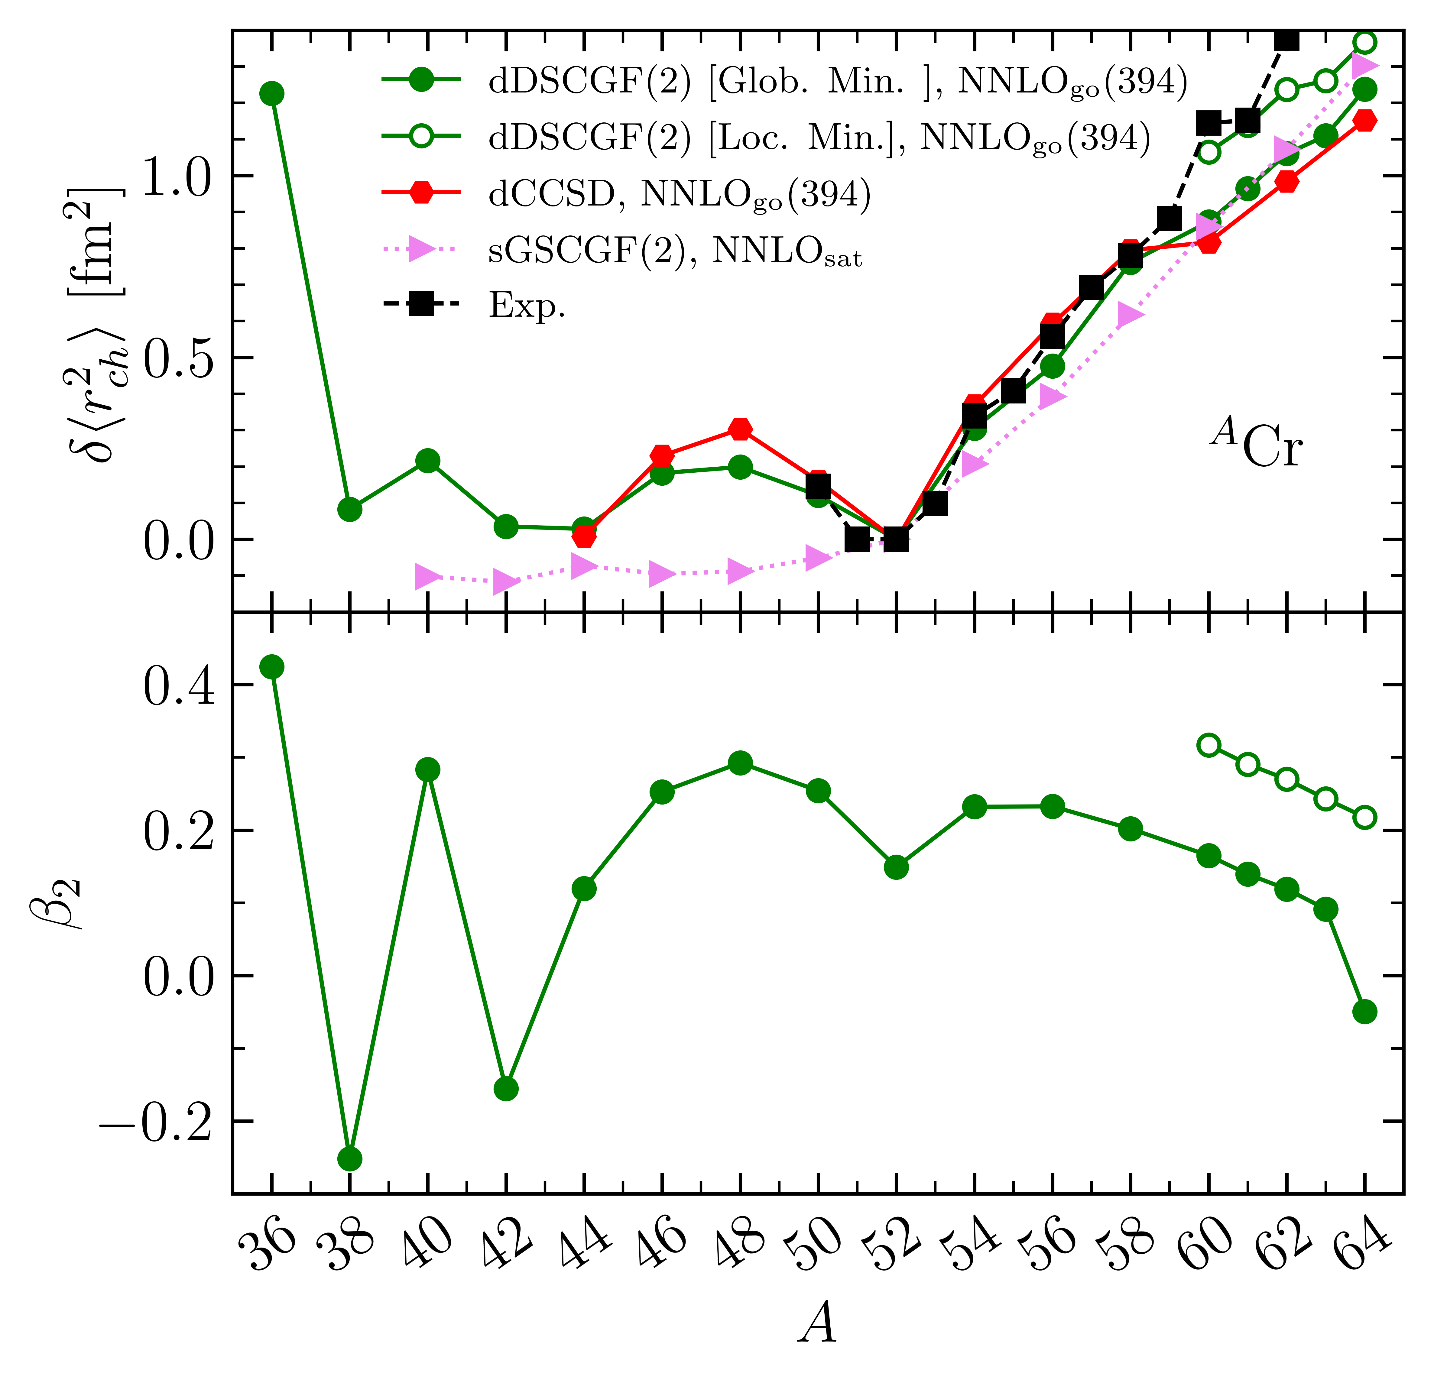 dDSCGF(2) [Glob. Min. ], NNLO_go(394)
dDSCGF(2) [Loc. Min.], NNLO_go(394)
dCCSD, NNLO_go(394)
sGSCGF(2), NNLO_sat
Exp.
δ⟨r²_ch⟩ [fm²]
1.0
0.5
0.0
ᴬCr
β₂
0.4
0.2
0.0
−0.2
36 38 40 42 44 46 48 50 52 54 56 58 60 62 64
A